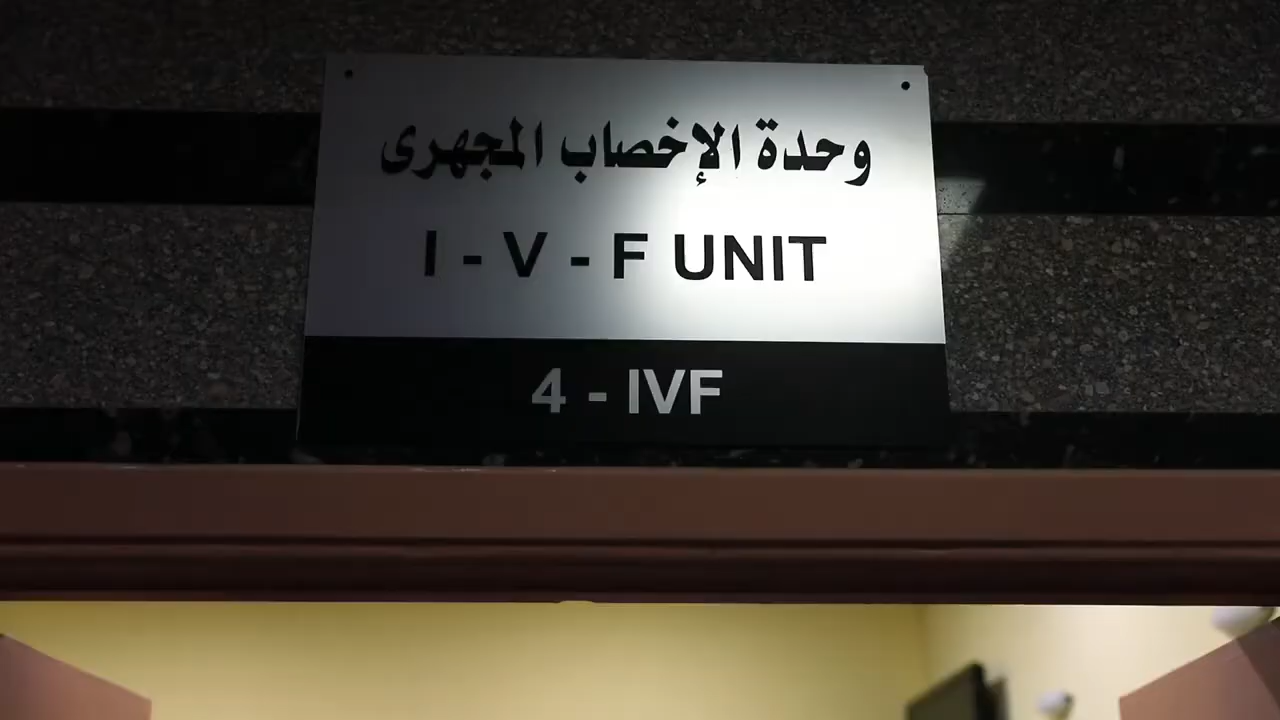 وحدة الإخصاب المجهرى
I - V - F UNIT
4 - IVF